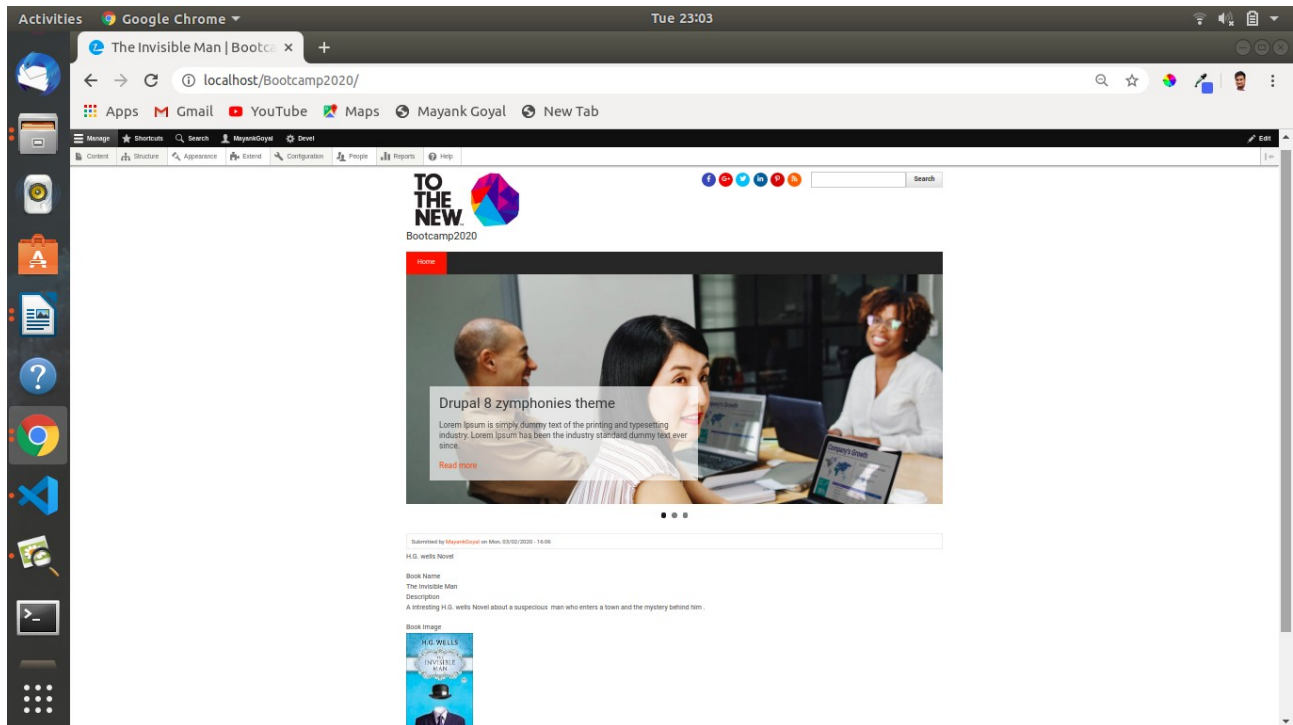 Activities Google Chrome Tue 23:03
The Invisible Man | Bootca
localhost/Bootcamp2020/
Apps Gmail YouTube Maps Mayank Goyal New Tab
Manage Shortcuts Search MayankGoyal Devel Edit
Content Structure Appearance Extend Configuration People Reports Help
TO
THE
NEW
Search
Bootcamp2020
Home
Drupal 8 zymphonies theme
Lorem Ipsum is simply dummy text of the printing and typesetting
industry. Lorem Ipsum has been the industry standard dummy text ever
since.
Read more
Company's Growth
Company's Growth
Submitted by MayankGoyal on Mon, 03/02/2020 - 16:06
H.G. wells Novel
Book Name
The Invisible Man
Description
A intresting H.G. wells Novel about a suspecious man who enters a town and the mystery behind him .
Book Image
H.G. WELLS
THE
INVISIBLE
MAN